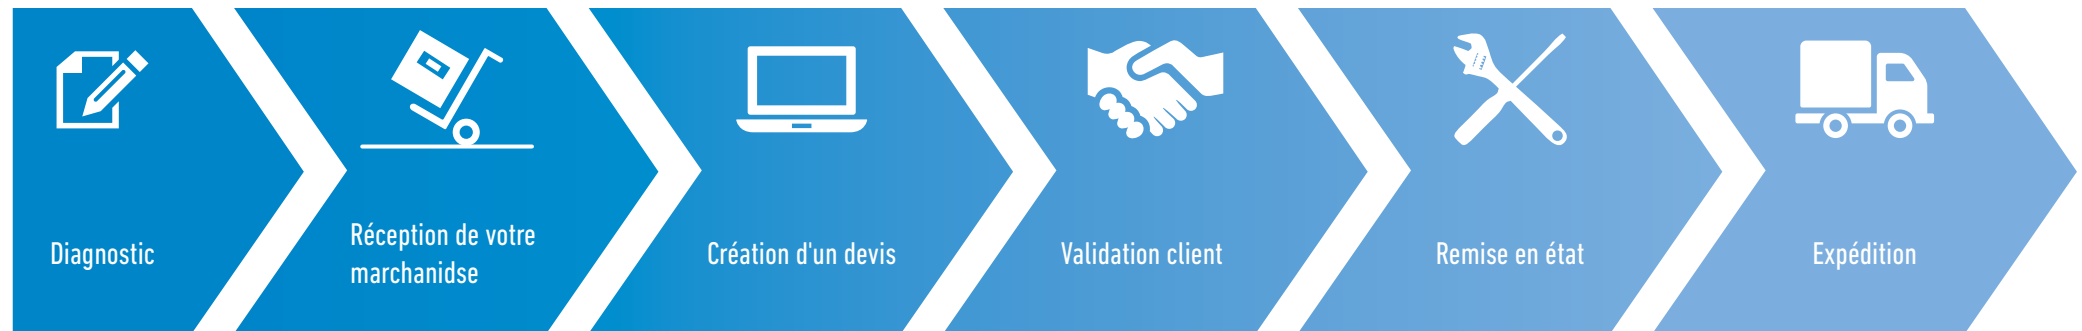 Diagnostic
Réception de votre
marchanidse
Création d'un devis
Validation client
Remise en état
Expédition